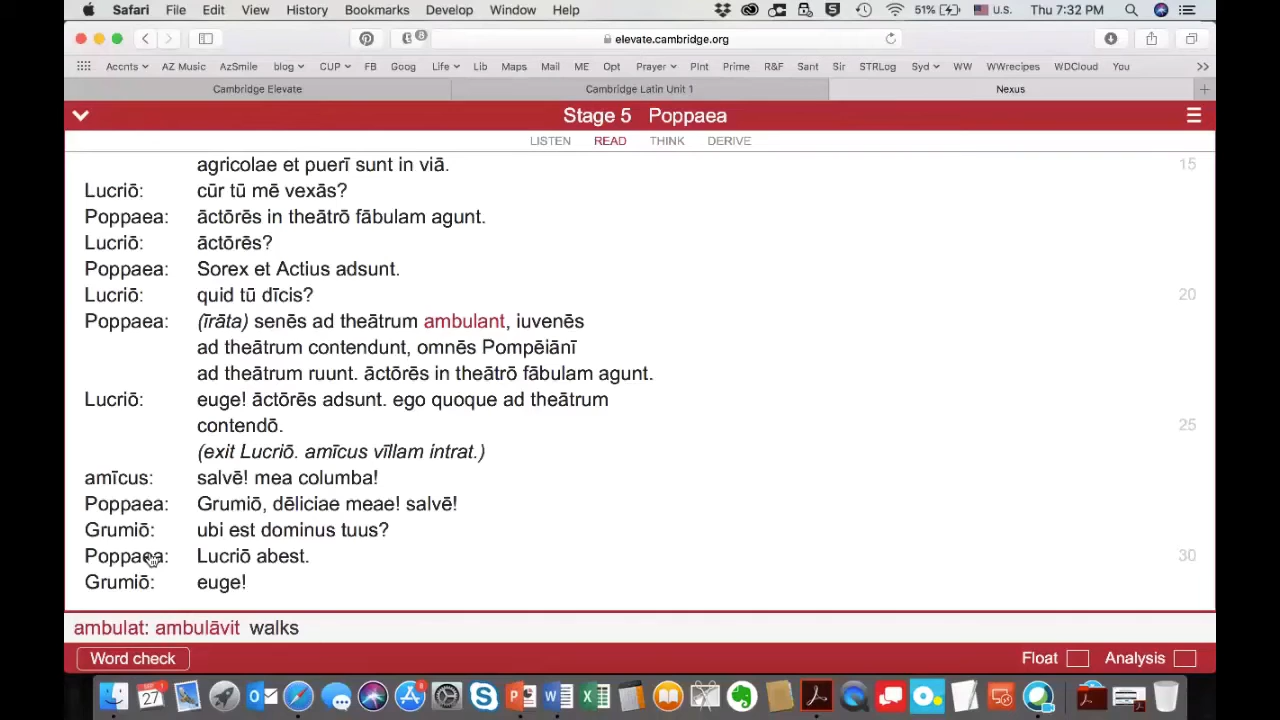 Safari File Edit View History Bookmarks Develop Window Help 51% U.S. Thu 7:32 PM
elevate.cambridge.org
Accnts AZ Music AzSmile blog CUP FB Goog Life Lib Maps Mail ME Opt Prayer PInt Prime R&F Sant Sir STRLog Syd WW WWrecipes WDCloud You
Cambridge Elevate Cambridge Latin Unit 1 Nexus
Stage 5 Poppaea
LISTEN READ THINK DERIVE
agricolae et puerī sunt in viā. 15
Lucriō: cūr tū mē vexās?
Poppaea: āctōrēs in theātrō fābulam agunt.
Lucriō: āctōrēs?
Poppaea: Sorex et Actius adsunt.
Lucriō: quid tū dīcis? 20
Poppaea: (īrāta) senēs ad theātrum ambulant, iuvenēs
ad theātrum contendunt, omnēs Pompēiānī
ad theātrum ruunt. āctōrēs in theātrō fābulam agunt.
Lucriō: euge! āctōrēs adsunt. ego quoque ad theātrum
contendō. 25
(exit Lucriō. amīcus vīllam intrat.)
amīcus: salvē! mea columba!
Poppaea: Grumiō, dēliciae meae! salvē!
Grumiō: ubi est dominus tuus?
Poppaea: Lucriō abest. 30
Grumiō: euge!
ambulat: ambulāvit walks
Word check Float Analysis